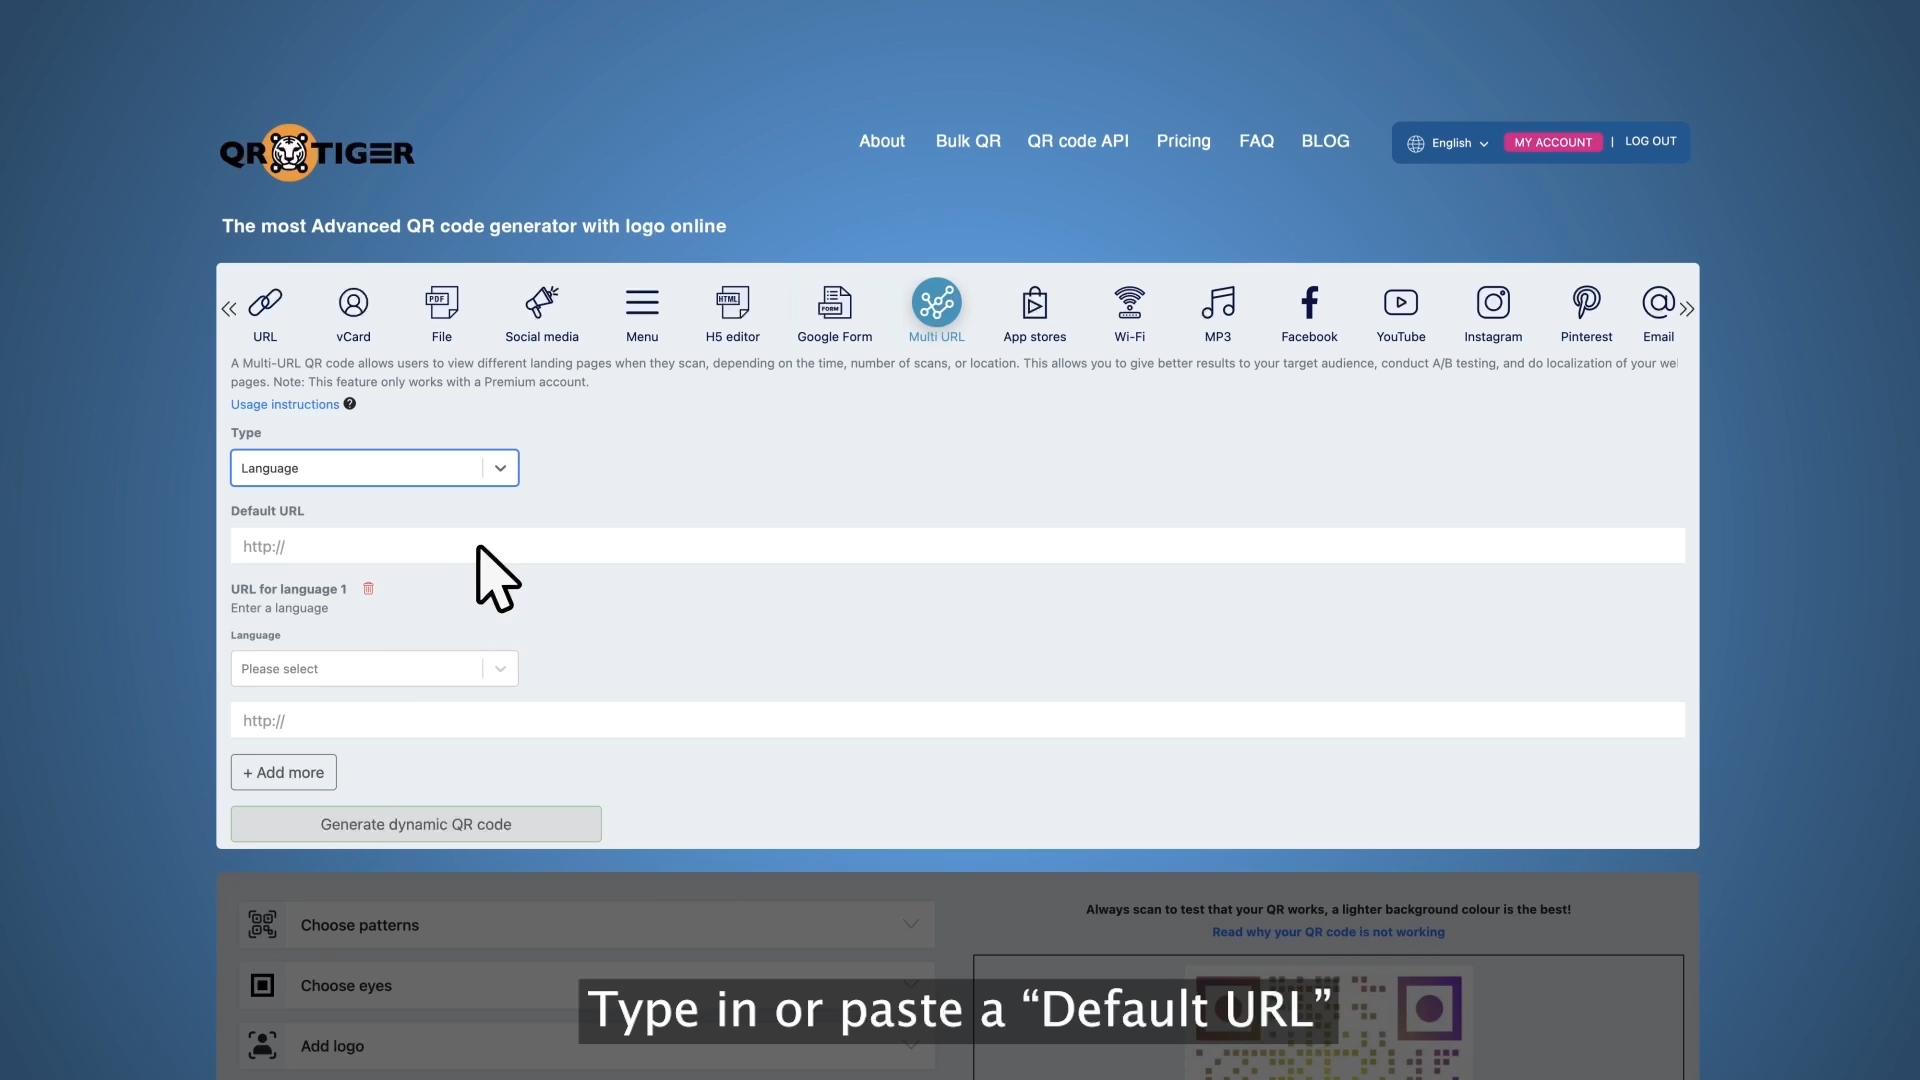 QR TIGER
About Bulk QR QR code API Pricing FAQ BLOG English MY ACCOUNT | LOG OUT
The most Advanced QR code generator with logo online
PDF HTML FORM
URL vCard File Social media Menu H5 editor Google Form Multi URL App stores Wi-Fi MP3 Facebook YouTube Instagram Pinterest Email
A Multi-URL QR code allows users to view different landing pages when they scan, depending on the time, number of scans, or location. This allows you to give better results to your target audience, conduct A/B testing, and do localization of your we
pages. Note: This feature only works with a Premium account.
Usage instructions ?
Type
Language
Default URL
http://
URL for language 1
Enter a language
Language
Please select
http://
+ Add more
Generate dynamic QR code
Choose patterns
Choose eyes
Add logo
Always scan to test that your QR works, a lighter background colour is the best!
Read why your QR code is not working
Type in or paste a “Default URL”